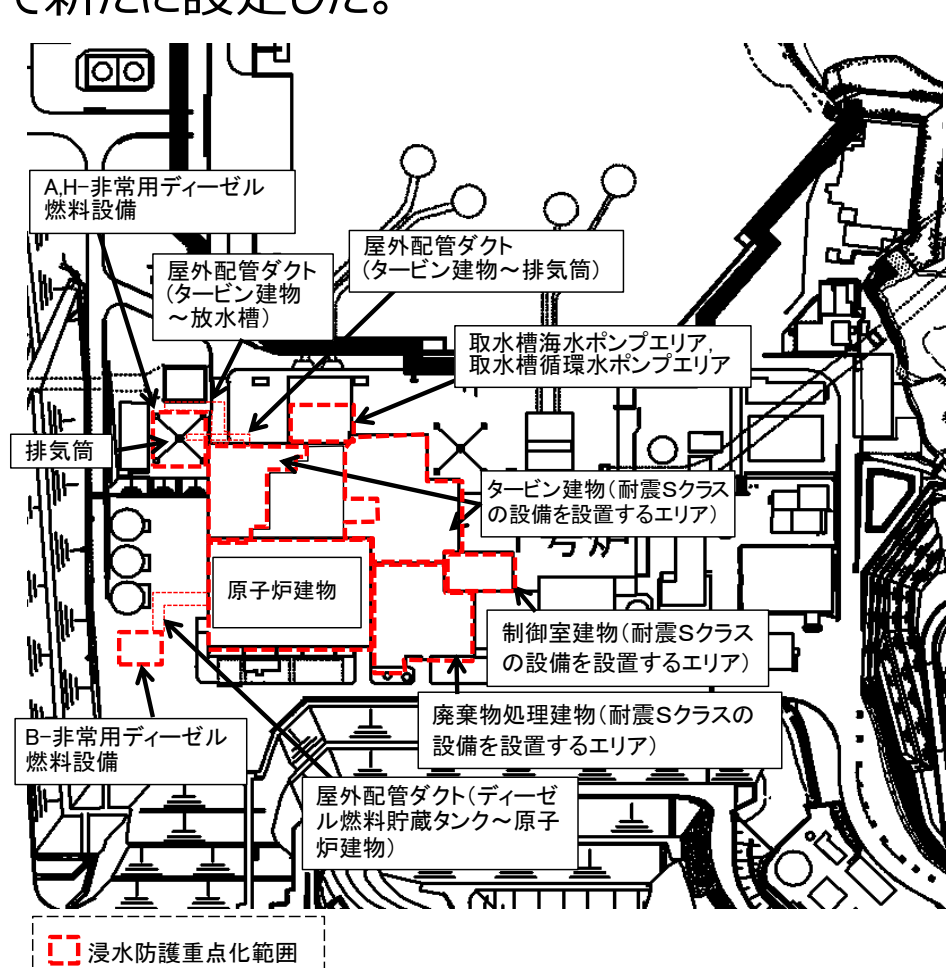 で新たに設定した。
A,H-非常用ディーゼル
燃料設備
屋外配管ダクト
(タービン建物
～放水槽)
屋外配管ダクト
(タービン建物～排気筒)
取水槽海水ポンプエリア,
取水槽循環水ポンプエリア
排気筒
タービン建物(耐震Sクラス
の設備を設置するエリア)
号炉
原子炉建物
制御室建物(耐震Sクラス
の設備を設置するエリア)
廃棄物処理建物(耐震Sクラスの
設備を設置するエリア)
B-非常用ディーゼル
燃料設備
屋外配管ダクト(ディーゼ
ル燃料貯蔵タンク～原子
炉建物)
浸水防護重点化範囲